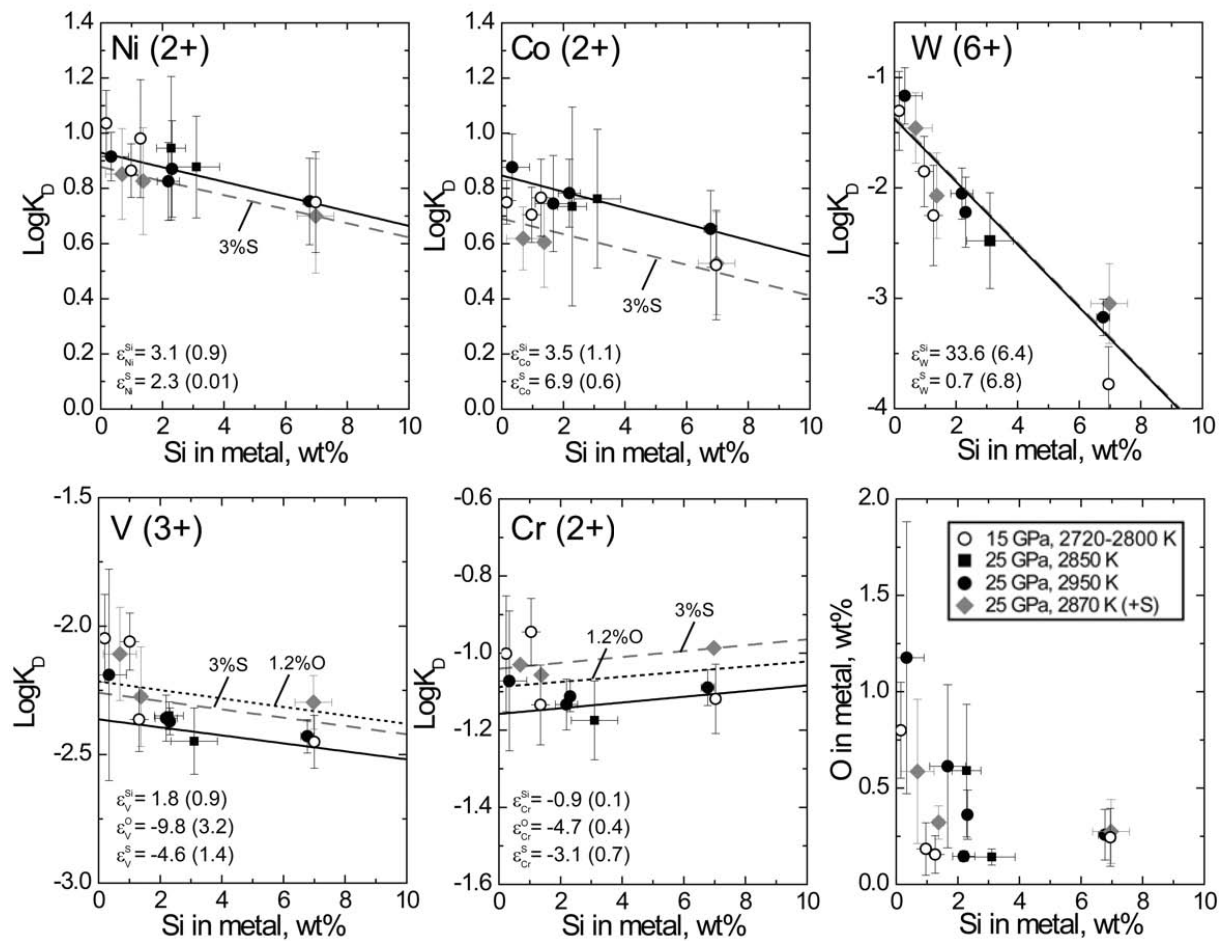 Ni (2+)
1.4
1.2
1.0
0.8
0.6
0.4
0.2
0.0
LogK_D
3%S
ε_Ni^Si = 3.1 (0.9)
ε_Ni^S = 2.3 (0.01)
0 2 4 6 8 10
Si in metal, wt%
Co (2+)
1.4
1.2
1.0
0.8
0.6
0.4
0.2
0.0
LogK_D
3%S
ε_Co^Si = 3.5 (1.1)
ε_Co^S = 6.9 (0.6)
0 2 4 6 8 10
Si in metal, wt%
W (6+)
-1
-2
-3
-4
LogK_D
ε_W^Si = 33.6 (6.4)
ε_W^S = 0.7 (6.8)
0 2 4 6 8 10
Si in metal, wt%
V (3+)
-1.5
-2.0
-2.5
-3.0
LogK_D
3%S
1.2%O
ε_V^Si = 1.8 (0.9)
ε_V^O = -9.8 (3.2)
ε_V^S = -4.6 (1.4)
0 2 4 6 8 10
Si in metal, wt%
Cr (2+)
-0.8
-1.0
-1.2
-1.4
-1.6
LogK_D
1.2%O
3%S
ε_Cr^Si = -0.9 (0.1)
ε_Cr^O = -4.7 (0.4)
ε_Cr^S = -3.1 (0.7)
0 2 4 6 8 10
Si in metal, wt%
2.0
1.5
1.0
0.5
0.0
O in metal, wt%
15 GPa, 2720-2800 K
25 GPa, 2850 K
25 GPa, 2950 K
25 GPa, 2870 K (+S)
0 2 4 6 8 10
Si in metal, wt%